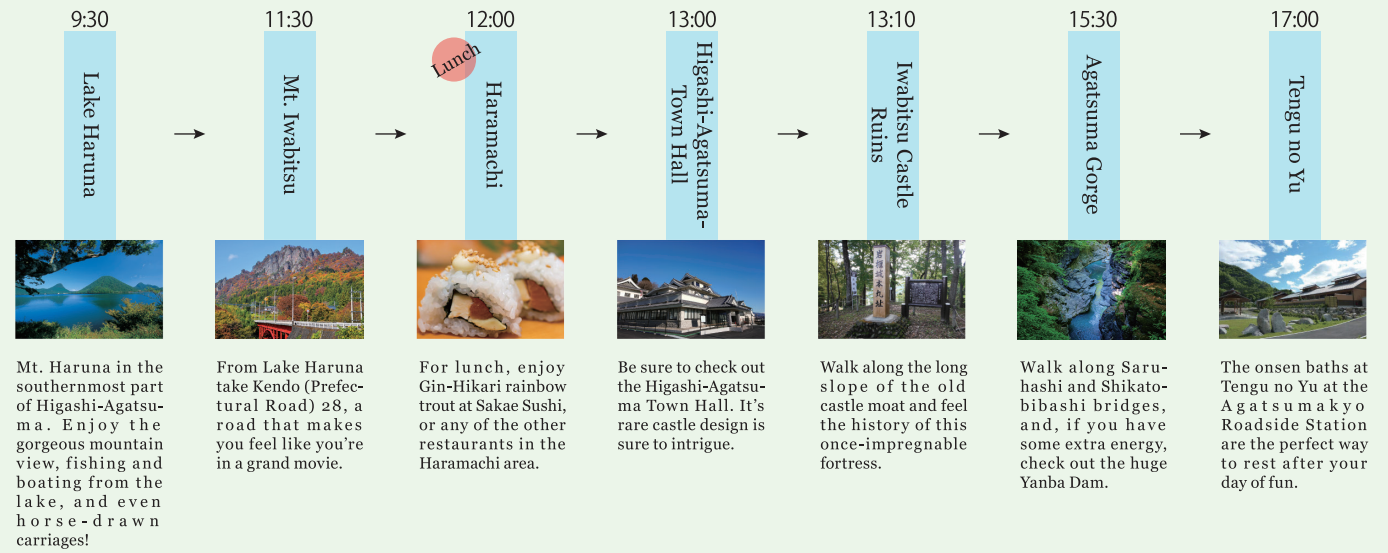 9:30
Lake Haruna
Mt. Haruna in the
southernmost part
of Higashi-Agatsu-
ma. Enjoy the
gorgeous mountain
view, fishing and
boating from the
lake, and even
horse-drawn
carriages!
11:30
Mt. Iwabitsu
From Lake Haruna
take Kendo (Prefec-
tural Road) 28, a
road that makes
you feel like you're
in a grand movie.
12:00
Lunch
Haramachi
For lunch, enjoy
Gin-Hikari rainbow
trout at Sakae Sushi,
or any of the other
restaurants in the
Haramachi area.
13:00
Higashi-Agatsuma-
Town Hall
Be sure to check out
the Higashi-Agatsu-
ma Town Hall. It's
rare castle design is
sure to intrigue.
13:10
Iwabitsu Castle
Ruins
岩櫃城本丸址
Walk along the long
slope of the old
castle moat and feel
the history of this
once-impregnable
fortress.
15:30
Agatsuma Gorge
Walk along Saru-
hashi and Shikato-
bibashi bridges,
and, if you have
some extra energy,
check out the huge
Yanba Dam.
17:00
Tengu no Yu
The onsen baths at
Tengu no Yu at the
Agatsumakyo
Roadside Station
are the perfect way
to rest after your
day of fun.